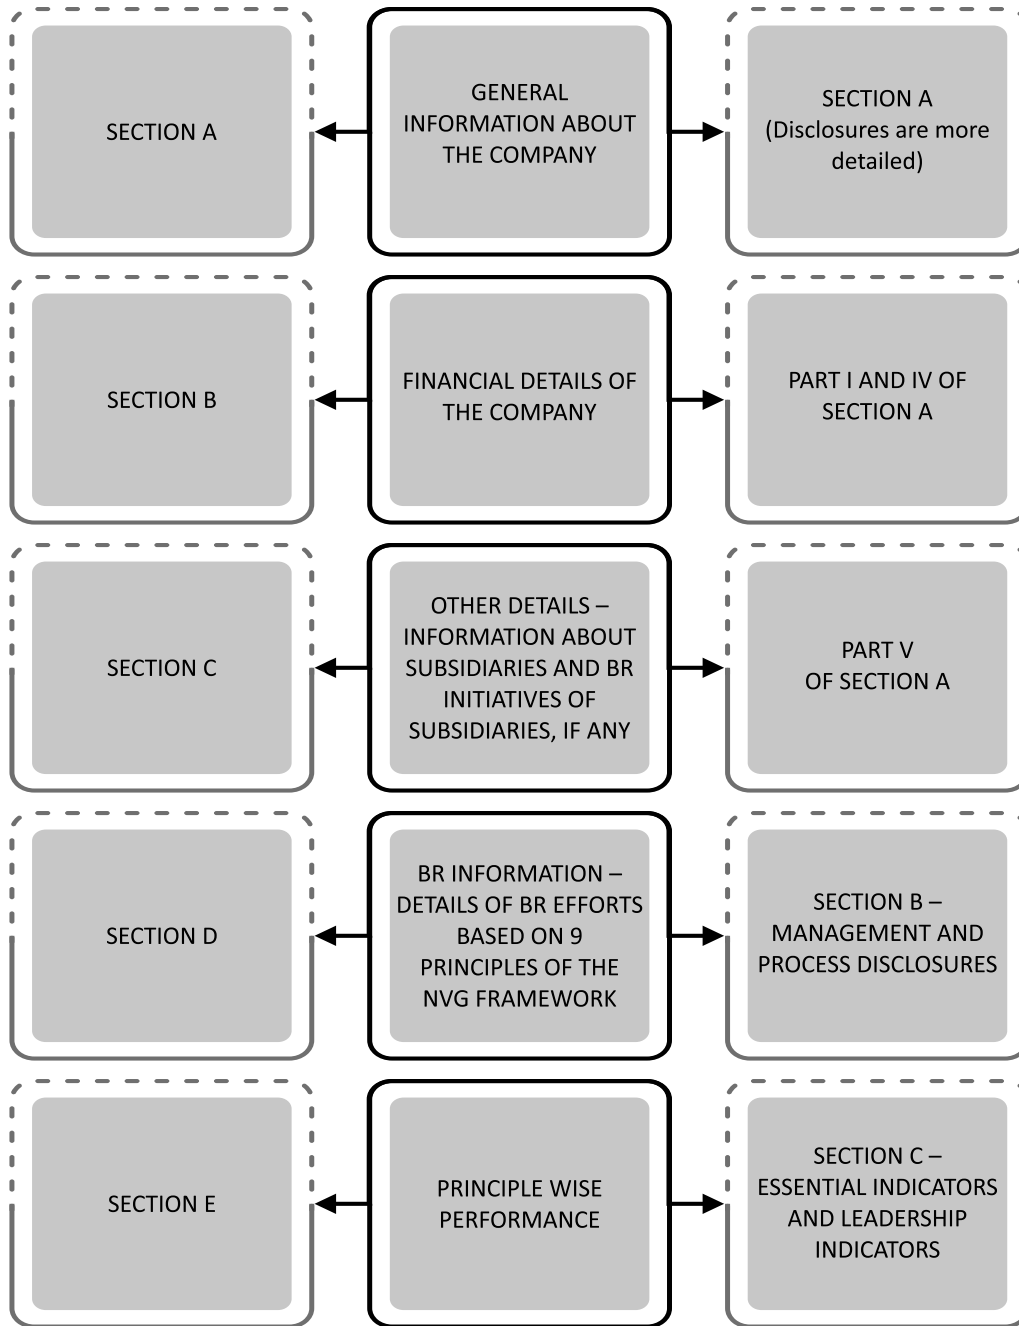 SECTION A
GENERAL
INFORMATION ABOUT
THE COMPANY
SECTION A
(Disclosures are more
detailed)
SECTION B
FINANCIAL DETAILS OF
THE COMPANY
PART I AND IV OF
SECTION A
SECTION C
OTHER DETAILS –
INFORMATION ABOUT
SUBSIDIARIES AND BR
INITIATIVES OF
SUBSIDIARIES, IF ANY
PART V
OF SECTION A
SECTION D
BR INFORMATION –
DETAILS OF BR EFFORTS
BASED ON 9
PRINCIPLES OF THE
NVG FRAMEWORK
SECTION B –
MANAGEMENT AND
PROCESS DISCLOSURES
SECTION E
PRINCIPLE WISE
PERFORMANCE
SECTION C –
ESSENTIAL INDICATORS
AND LEADERSHIP
INDICATORS